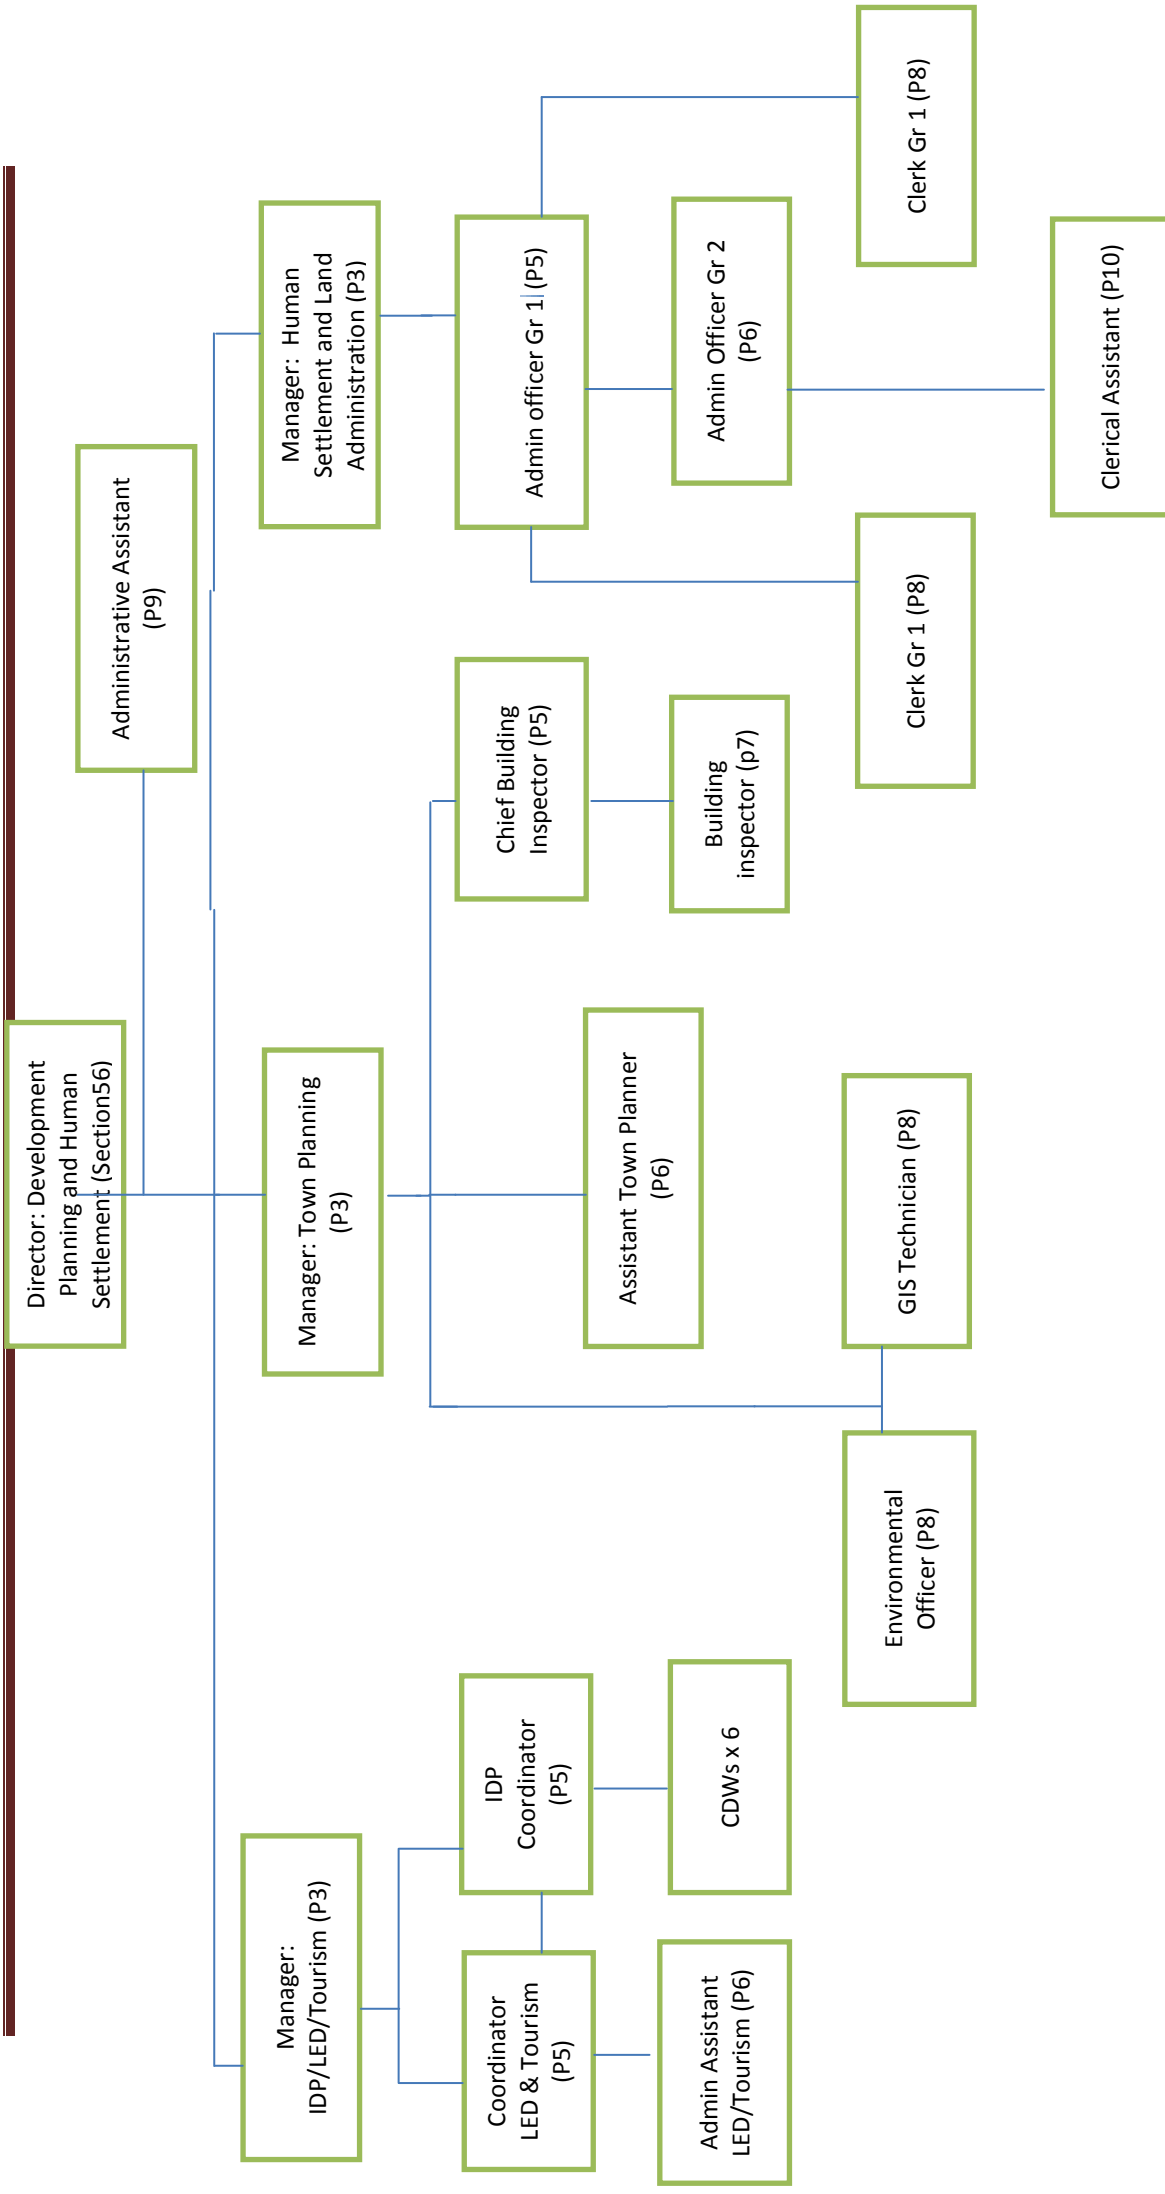 Director: Development
Planning and Human
Settlement (Section56)
Administrative Assistant
(P9)
Manager:
IDP/LED/Tourism (P3)
Manager: Town Planning
(P3)
Manager: Human
Settlement and Land
Administration (P3)
Coordinator
LED & Tourism
(P5)
IDP
Coordinator
(P5)
Chief Building
Inspector (P5)
Admin officer Gr 1 (P5)
Assistant Town Planner
(P6)
Admin Assistant
LED/Tourism (P6)
CDWs x 6
Building
inspector (p7)
Admin Officer Gr 2
(P6)
Environmental
Officer (P8)
GIS Technician (P8)
Clerk Gr 1 (P8)
Clerk Gr 1 (P8)
Clerical Assistant (P10)